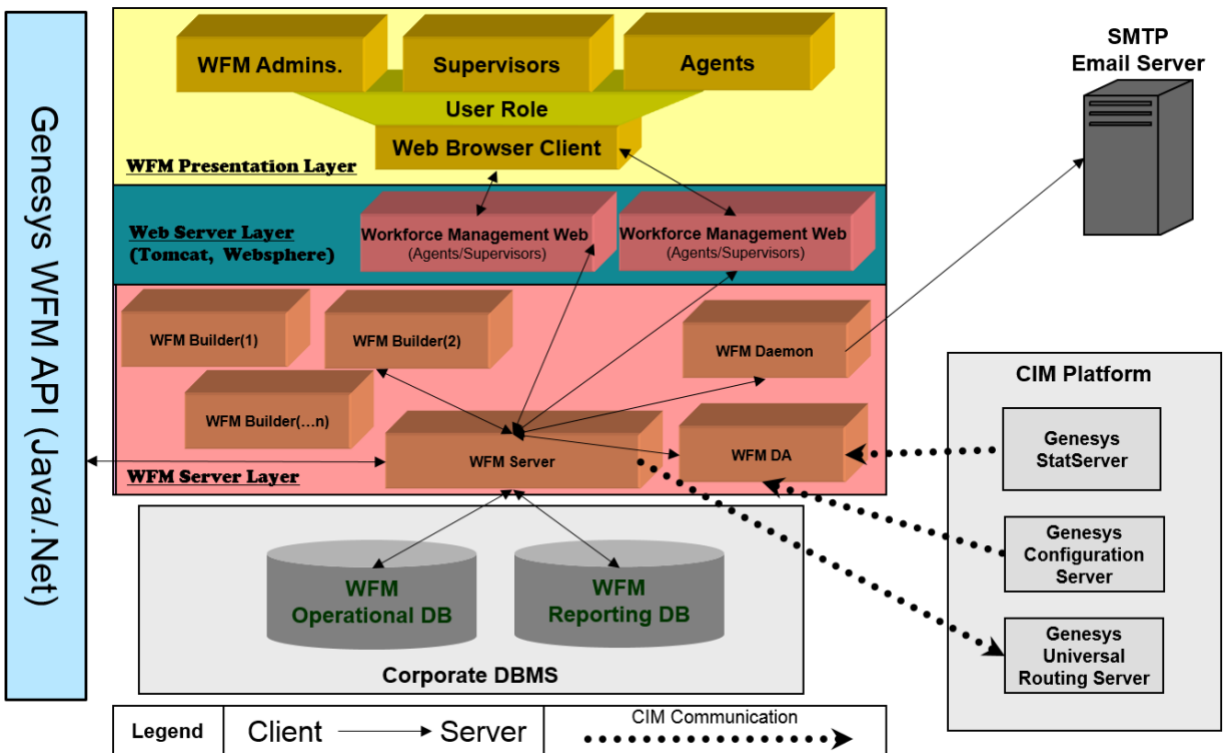 Genesys WFM API (Java/.Net)
WFM Admins.
Supervisors
Agents
User Role
Web Browser Client
WFM Presentation Layer
Web Server Layer
(Tomcat, Websphere)
Workforce Management Web
(Agents/Supervisors)
Workforce Management Web
(Agents/Supervisors)
WFM Builder(1)
WFM Builder(2)
WFM Builder(...n)
WFM Daemon
WFM Server
WFM DA
WFM Server Layer
WFM
Operational DB
WFM
Reporting DB
Corporate DBMS
SMTP
Email Server
CIM Platform
Genesys
StatServer
Genesys
Configuration
Server
Genesys
Universal
Routing Server
Legend
Client
Server
CIM Communication